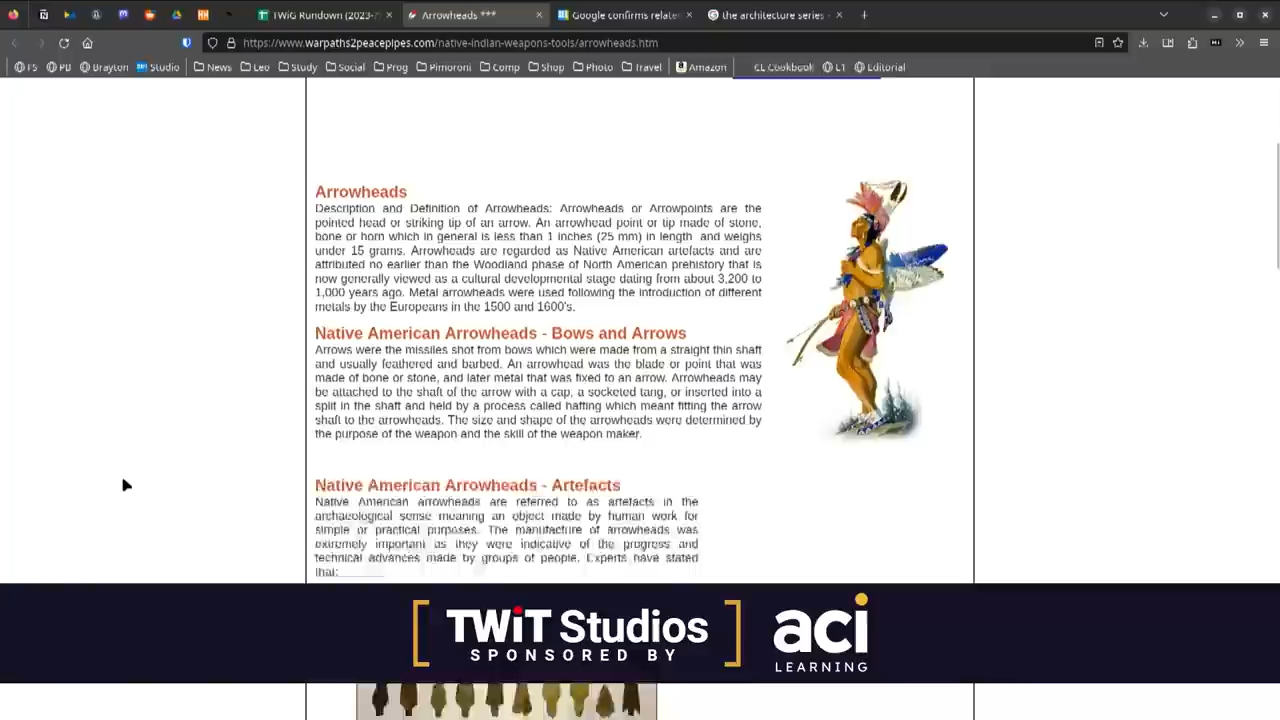 TWiG Rundown (2023-7
Arrowheads ***
Google confirms relate
the architecture series -
https://www.warpaths2peacepipes.com/native-indian-weapons-tools/arrowheads.htm
FS PB Brayton Studio News Leo Study Social Prog Pimoroni Comp Shop Photo Travel Amazon CL Cookbook L1 Editorial
Arrowheads
Description and Definition of Arrowheads: Arrowheads or Arrowpoints are the
pointed head or striking tip of an arrow. An arrowhead point or tip made of stone,
bone or horn which in general is less than 1 inches (25 mm) in length and weighs
under 15 grams. Arrowheads are regarded as Native American artefacts and are
attributed no earlier than the Woodland phase of North American prehistory that is
now generally viewed as a cultural developmental stage dating from about 3,200 to
1,000 years ago. Metal arrowheads were used following the introduction of different
metals by the Europeans in the 1500 and 1600's.
Native American Arrowheads - Bows and Arrows
Arrows were the missiles shot from bows which were made from a straight thin shaft
and usually feathered and barbed. An arrowhead was the blade or point that was
made of bone or stone, and later metal that was fixed to an arrow. Arrowheads may
be attached to the shaft of the arrow with a cap, a socketed tang, or inserted into a
split in the shaft and held by a process called hafting which meant fitting the arrow
shaft to the arrowheads. The size and shape of the arrowheads were determined by
the purpose of the weapon and the skill of the weapon maker.
Native American Arrowheads - Artefacts
Native American arrowheads are referred to as artefacts in the
archaeological sense meaning an object made by human work for
simple or practical purposes. The manufacture of arrowheads was
extremely important as they were indicative of the progress and
technical advances made by groups of people. Experts have stated
that:
[ TWiT Studios ]
SPONSORED BY
aci
LEARNING